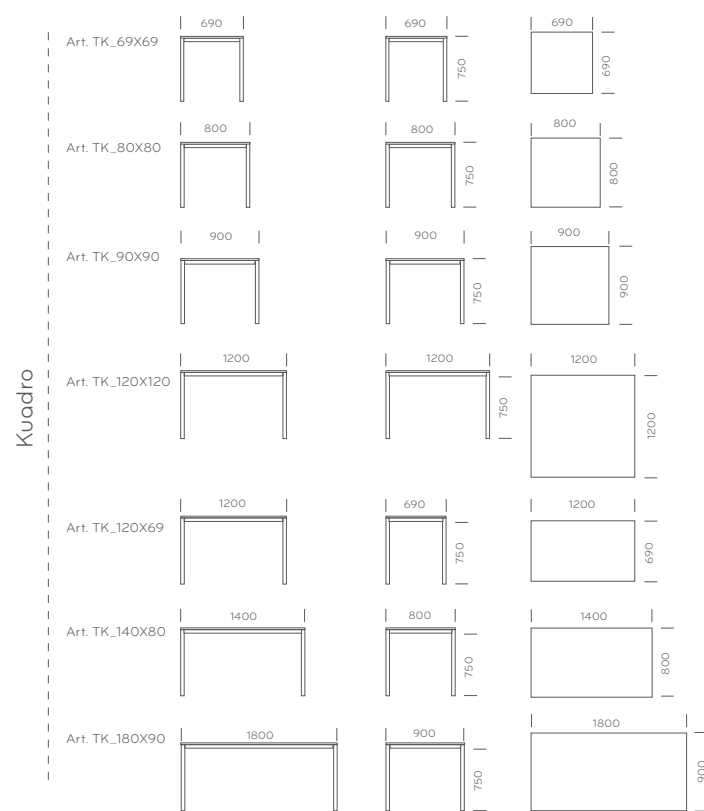 Kuadro
690 690 690
Art. TK_69X69
750 690
800 800 800
Art. TK_80X80
750 800
900 900 900
Art. TK_90X90
750 900
1200 1200 1200
Art. TK_120X120
750 1200
1200 690 1200
Art. TK_120X69
750 690
1400 800 1400
Art. TK_140X80
750 800
1800 900 1800
Art. TK_180X90
750 900